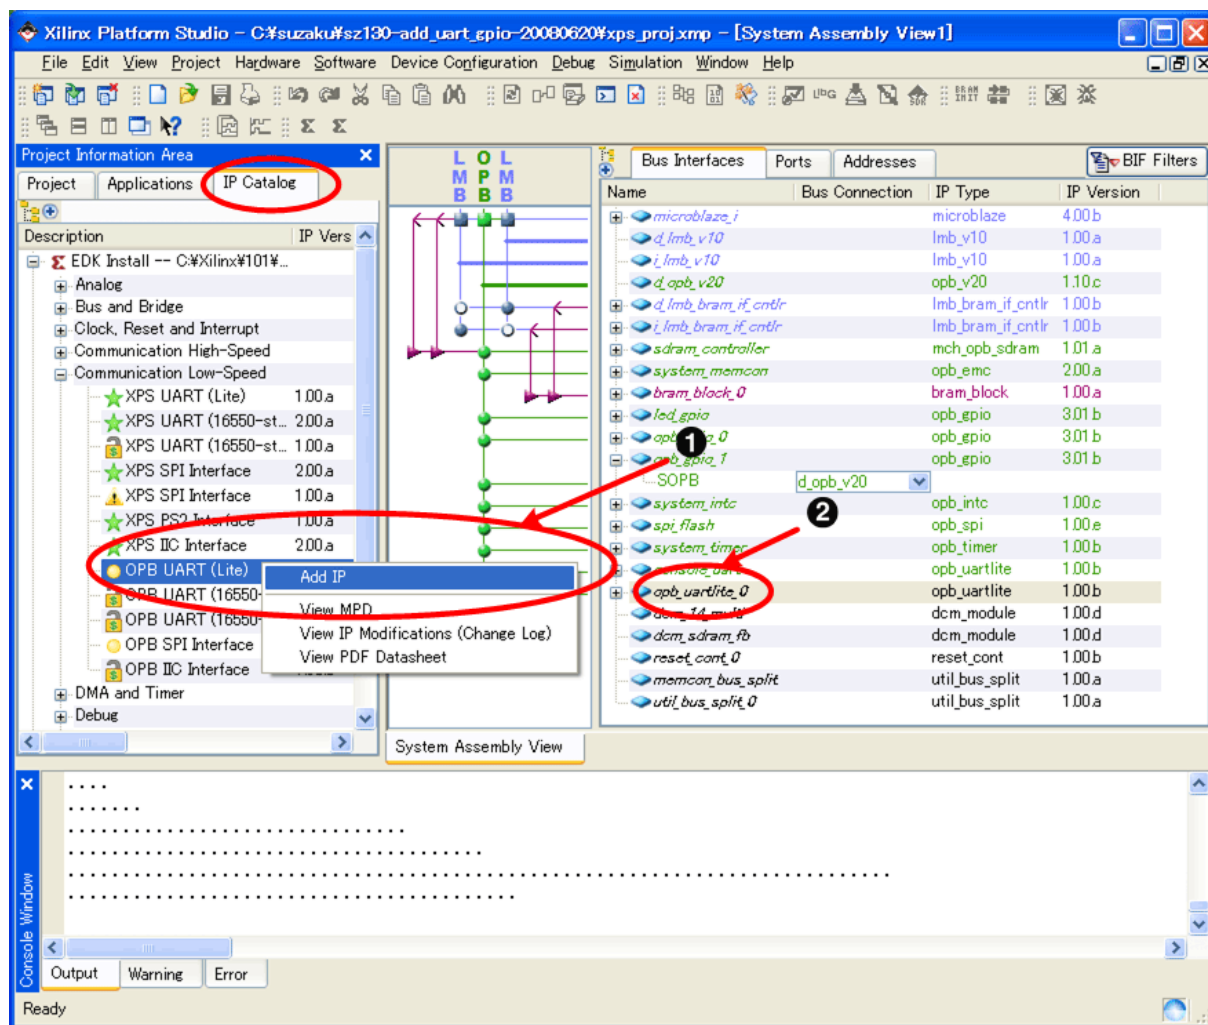 Xilinx Platform Studio - C:¥suzaku¥sz130-add_uart_gpio-20080620¥xps_proj.xmp - [System Assembly View1]
File Edit View Project Hardware Software Device Configuration Debug Simulation Window Help
Project Information Area
Project Applications IP Catalog
Description IP Vers
EDK Install -- C:¥Xilinx¥101¥...
Analog
Bus and Bridge
Clock, Reset and Interrupt
Communication High-Speed
Communication Low-Speed
XPS UART (Lite) 1.00.a
XPS UART (16550-st... 2.00.a
XPS UART (16550-st... 1.00.a
XPS SPI Interface 2.00.a
XPS SPI Interface 1.00.a
XPS PS2 Interface 1.00.a
XPS IIC Interface 2.00.a
OPB UART (Lite)
OPB UART (16550-
OPB UART (16550-
OPB SPI Interface
OPB IIC Interface
DMA and Timer
Debug
Add IP
View MPD
View IP Modifications (Change Log)
View PDF Datasheet
L O L
M P M
B B B
System Assembly View
Bus Interfaces Ports Addresses BIF Filters
Name Bus Connection IP Type IP Version
microblaze_i microblaze 4.00.b
d_lmb_v10 lmb_v10 1.00.a
i_lmb_v10 lmb_v10 1.00.a
d_opb_v20 opb_v20 1.10.c
d_lmb_bram_if_cntlr lmb_bram_if_cntlr 1.00.b
i_lmb_bram_if_cntlr lmb_bram_if_cntlr 1.00.b
sdram_controller mch_opb_sdram 1.01.a
system_memcon opb_emc 2.00.a
bram_block_0 bram_block 1.00.a
led_gpio opb_gpio 3.01.b
opb_gpio_0 opb_gpio 3.01.b
opb_gpio_1 opb_gpio 3.01.b
SOPB d_opb_v20
system_intc opb_intc 1.00.c
spi_flash opb_spi 1.00.e
system_timer opb_timer 1.00.b
console_uart opb_uartlite 1.00.b
opb_uartlite_0 opb_uartlite 1.00.b
dcm_14_multi dcm_module 1.00.d
dcm_sdram_fb dcm_module 1.00.d
reset_cont_0 reset_cont 1.00.b
memcon_bus_split util_bus_split 1.00.a
util_bus_split_0 util_bus_split 1.00.a
1
2
Console Window
Output Warning Error
Ready